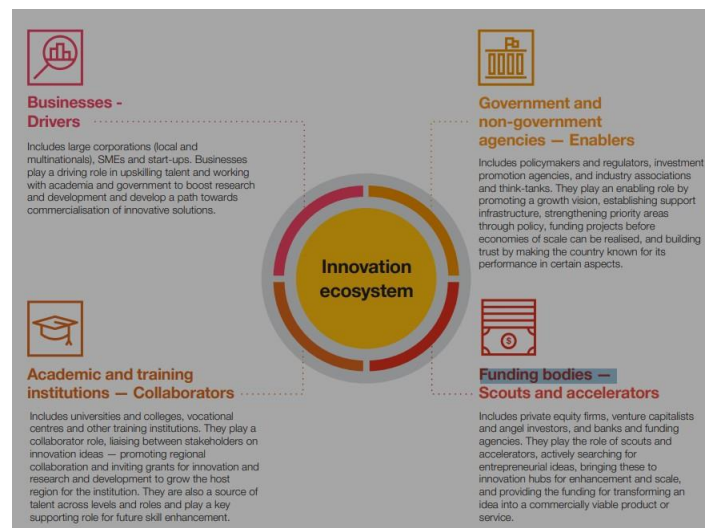 Businesses -
Drivers
Includes large corporations (local and
multinationals), SMEs and start-ups. Businesses
play a driving role in upskilling talent and working
with academia and government to boost research
and development and develop a path towards
commercialisation of innovative solutions.
Government and
non-government
agencies — Enablers
Includes policymakers and regulators, investment
promotion agencies, and industry associations
and think-tanks. They play an enabling role by
promoting a growth vision, establishing support
infrastructure, strengthening priority areas
through policy, funding projects before
economies of scale can be realised, and building
trust by making the country known for its
performance in certain aspects.
Innovation
ecosystem
Academic and training
institutions — Collaborators
Includes universities and colleges, vocational
centres and other training institutions. They play a
collaborator role, liaising between stakeholders on
innovation ideas — promoting regional
collaboration and inviting grants for innovation and
research and development to grow the host
region for the institution. They are also a source of
talent across levels and roles and play a key
supporting role for future skill enhancement.
$
Funding bodies —
Scouts and accelerators
Includes private equity firms, venture capitalists
and angel investors, and banks and funding
agencies. They play the role of scouts and
accelerators, actively searching for
entrepreneurial ideas, bringing these to
innovation hubs for enhancement and scale,
and providing the funding for transforming an
idea into a commercially viable product or
service.